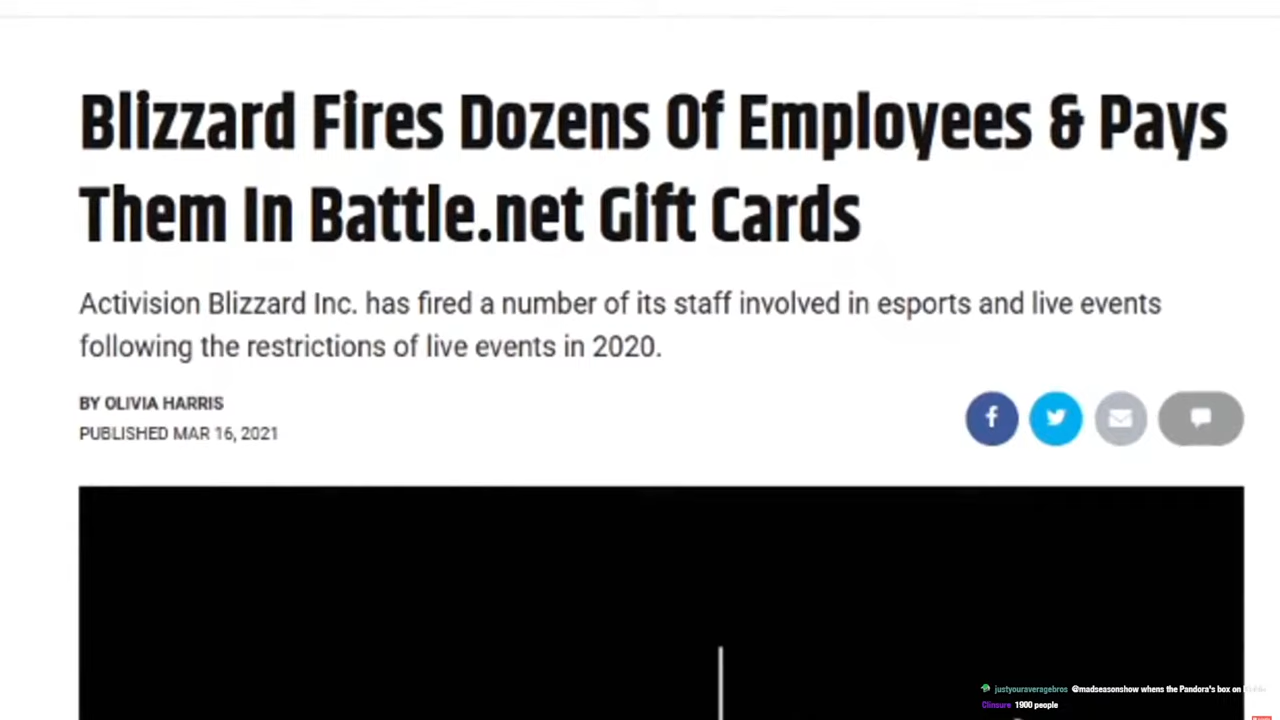 Blizzard Fires Dozens Of Employees & Pays
Them In Battle.net Gift Cards
Activision Blizzard Inc. has fired a number of its staff involved in esports and live events
following the restrictions of live events in 2020.
BY OLIVIA HARRIS
PUBLISHED MAR 16, 2021
justyouraveragebros @madseasonshow whens the Pandora's box on
Clinsure 1900 people